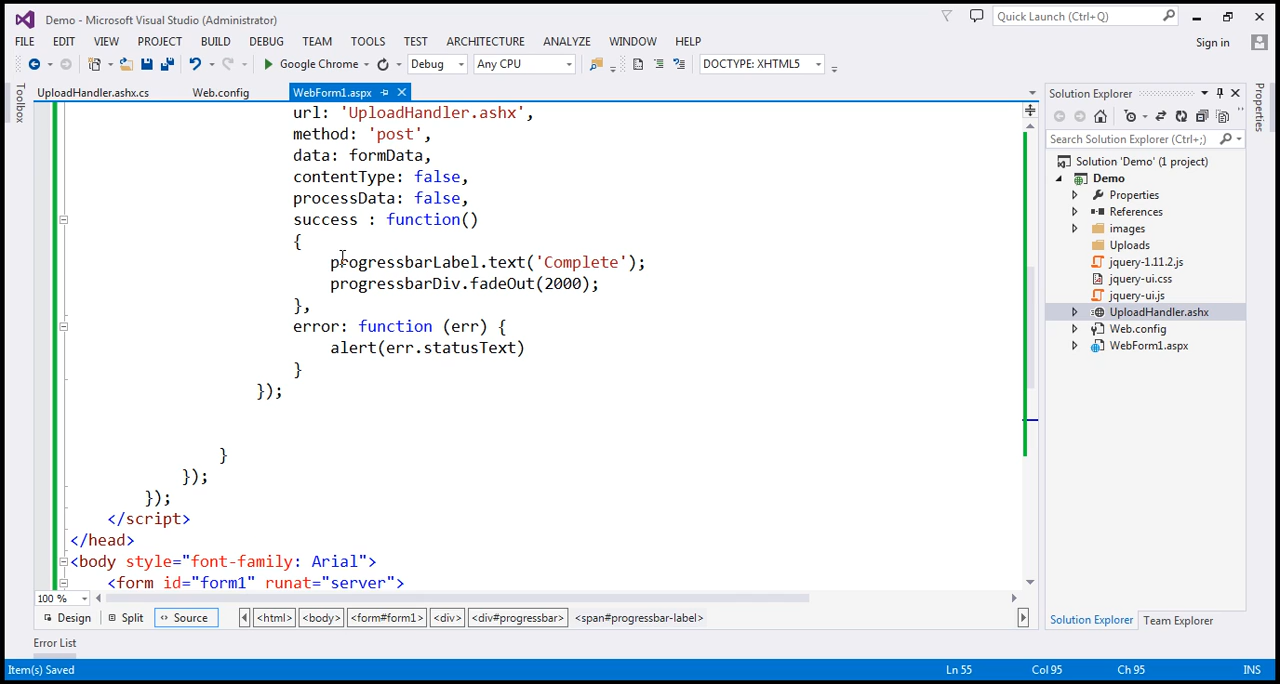 Demo - Microsoft Visual Studio (Administrator)
Quick Launch (Ctrl+Q)
FILE EDIT VIEW PROJECT BUILD DEBUG TEAM TOOLS TEST ARCHITECTURE ANALYZE WINDOW HELP
Sign in
Google Chrome Debug Any CPU DOCTYPE: XHTML5
Toolbox
UploadHandler.ashx.cs Web.config WebForm1.aspx
url: 'UploadHandler.ashx',
method: 'post',
data: formData,
contentType: false,
processData: false,
success : function()
{
progressbarLabel.text('Complete');
progressbarDiv.fadeOut(2000);
},
error: function (err) {
alert(err.statusText)
}
});
}
});
});
</script>
</head>
<body style="font-family: Arial">
<form id="form1" runat="server">
100 %
Design Split Source <html> <body> <form#form1> <div> <div#progressbar> <span#progressbar-label>
Error List
Item(s) Saved
Ln 55 Col 95 Ch 95 INS
Solution Explorer
Search Solution Explorer (Ctrl+;)
Solution 'Demo' (1 project)
Demo
Properties
References
images
Uploads
jquery-1.11.2.js
jquery-ui.css
jquery-ui.js
UploadHandler.ashx
Web.config
WebForm1.aspx
Solution Explorer Team Explorer
Properties